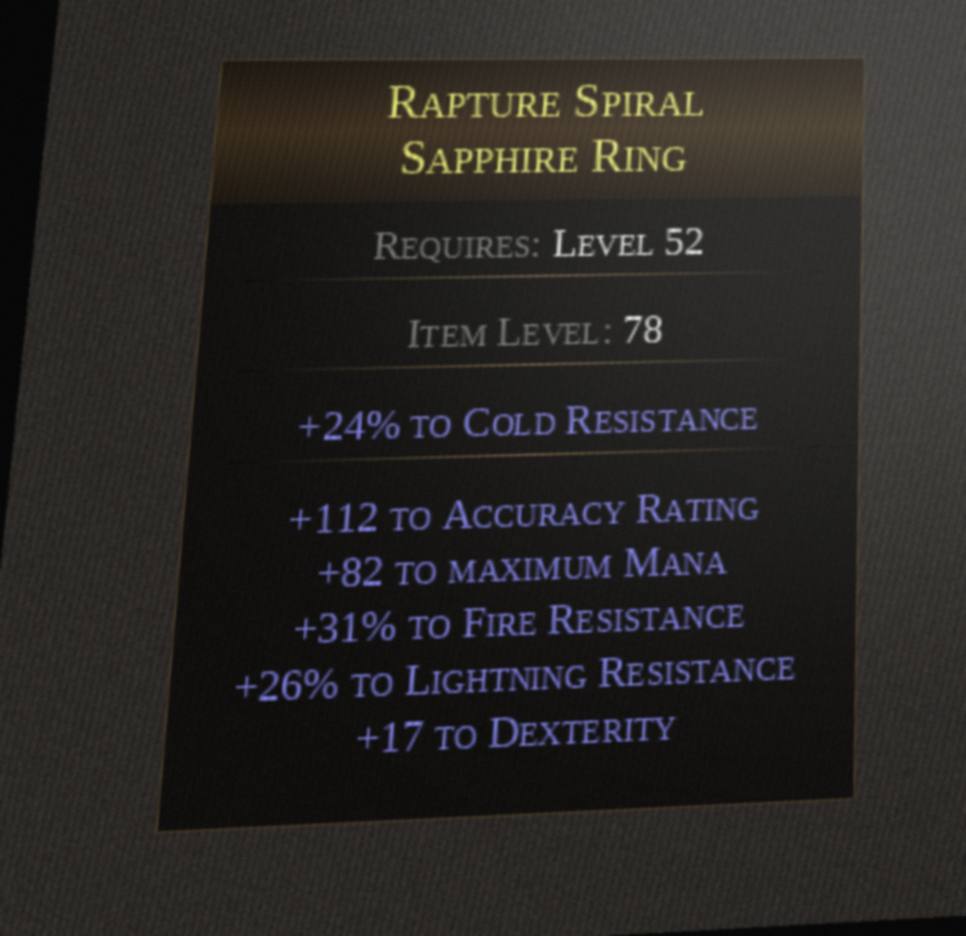 Rapture Spiral
Sapphire Ring
Requires: Level 52
Item Level: 78
+24% to Cold Resistance
+112 to Accuracy Rating
+82 to maximum Mana
+31% to Fire Resistance
+26% to Lightning Resistance
+17 to Dexterity